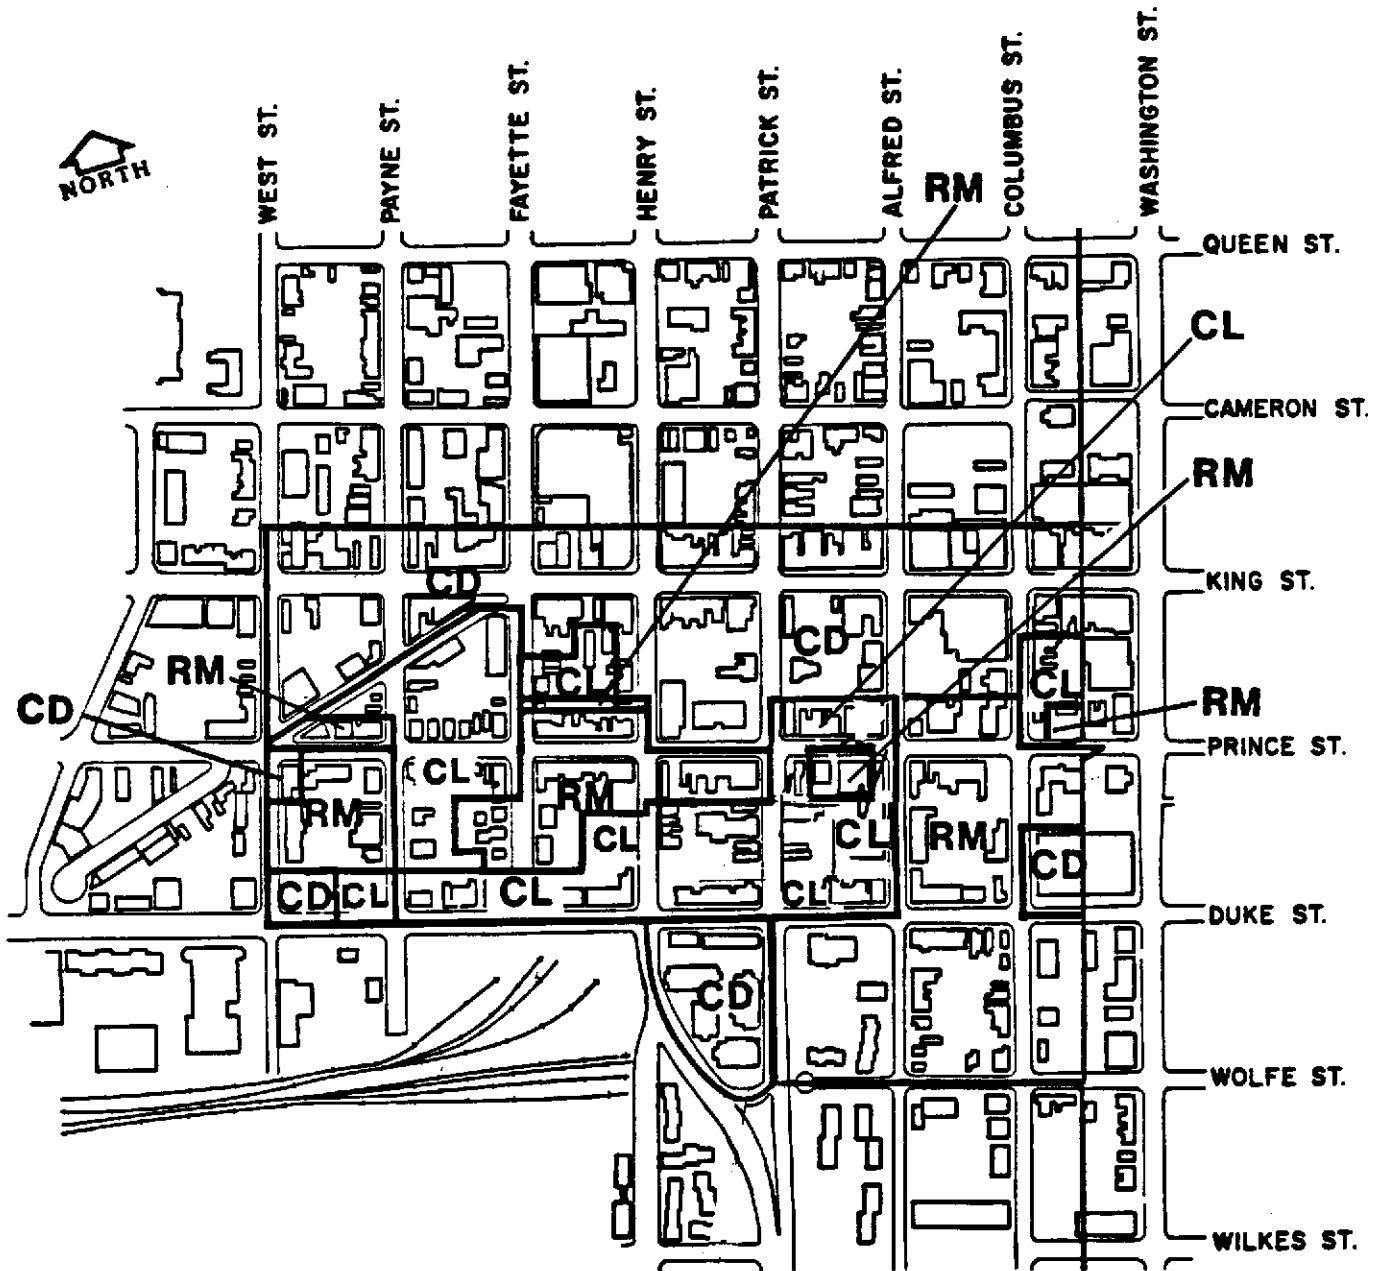 WEST ST.
PAYNE ST.
FAYETTE ST.
HENRY ST.
PATRICK ST.
ALFRED ST.
COLUMBUS ST.
WASHINGTON ST.
NORTH
RM
QUEEN ST.
CL
CAMERON ST.
RM
KING ST.
CD
CD
RM
CL
CL
CD
RM
PRINCE ST.
CL
RM
RM
CL
CL
RM
CD
CD
CL
CL
CL
DUKE ST.
CD
WOLFE ST.
WILKES ST.